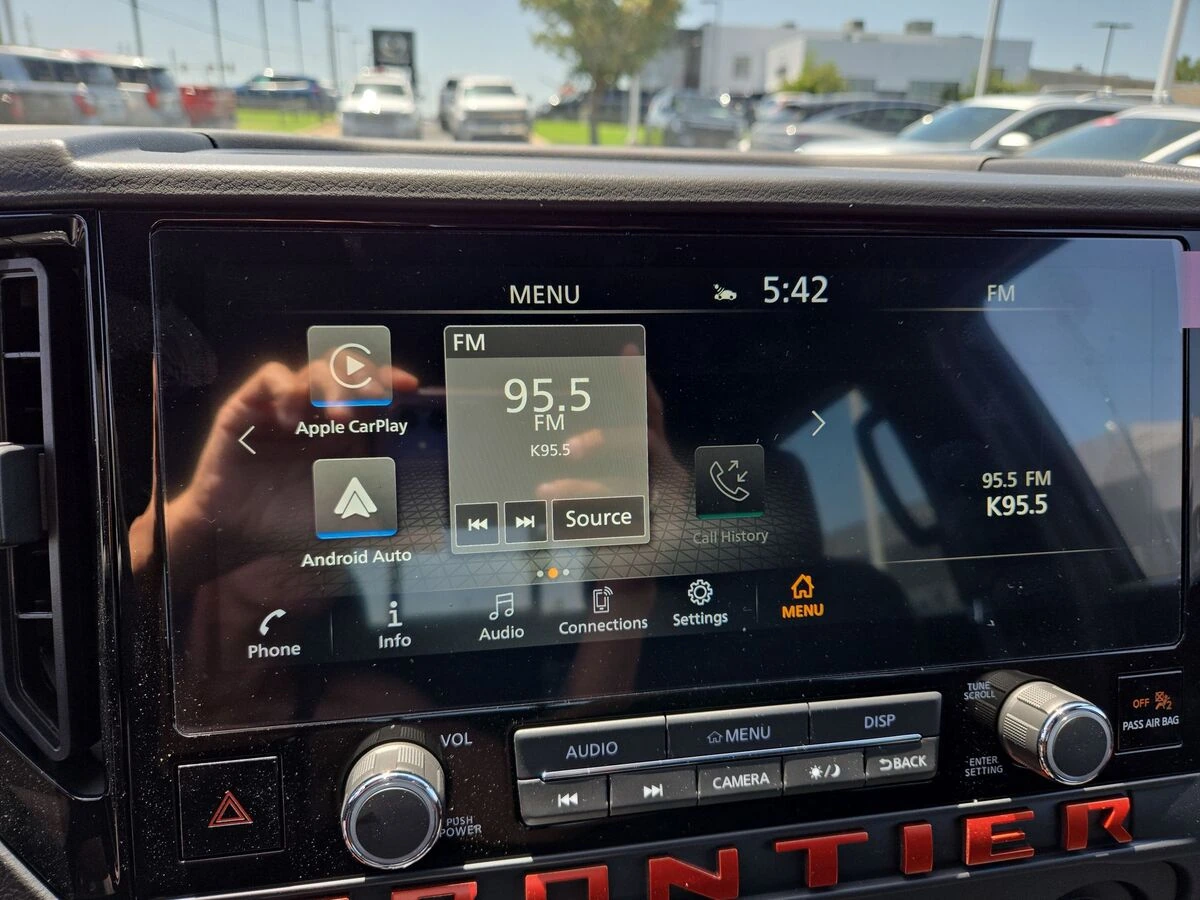 MENU
5:42
FM
FM
95.5
FM
K95.5
Source
Apple CarPlay
Android Auto
Call History
95.5 FM
K95.5
Phone
Info
Audio
Connections
Settings
MENU
VOL
PUSH
POWER
AUDIO
MENU
DISP
CAMERA
BACK
TUNE
SCROLL
ENTER
SETTING
OFF
2
PASS AIR BAG
RONTIER